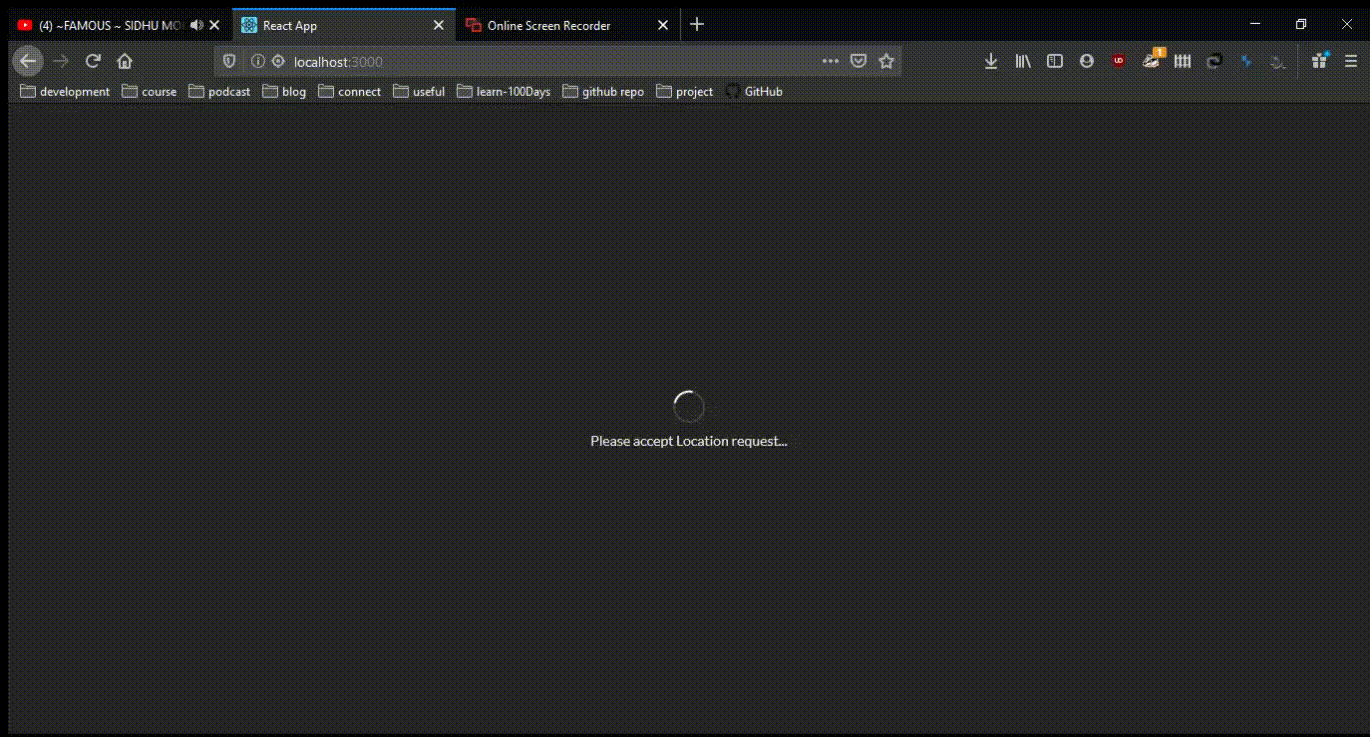 (4) ~FAMOUS ~ SIDHU MO
React App
Online Screen Recorder
localhost:3000
1
development
course
podcast
blog
connect
useful
learn-100Days
github repo
project
GitHub
Please accept Location request...